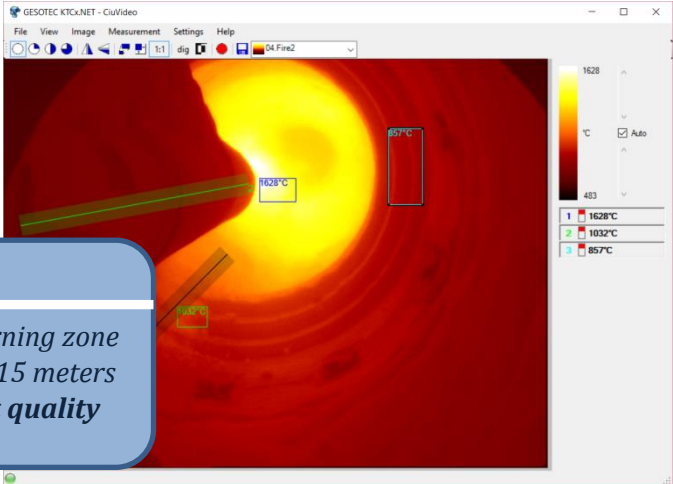 GESOTEC KTCx.NET - CiuVideo
File View Image Measurement Settings Help
1:1 dig 04.Fire2
1628
857°C
°C Auto
1628°C
483
1 1628°C
2 1032°C
3 857°C
1032°C
rning zone
15 meters
quality